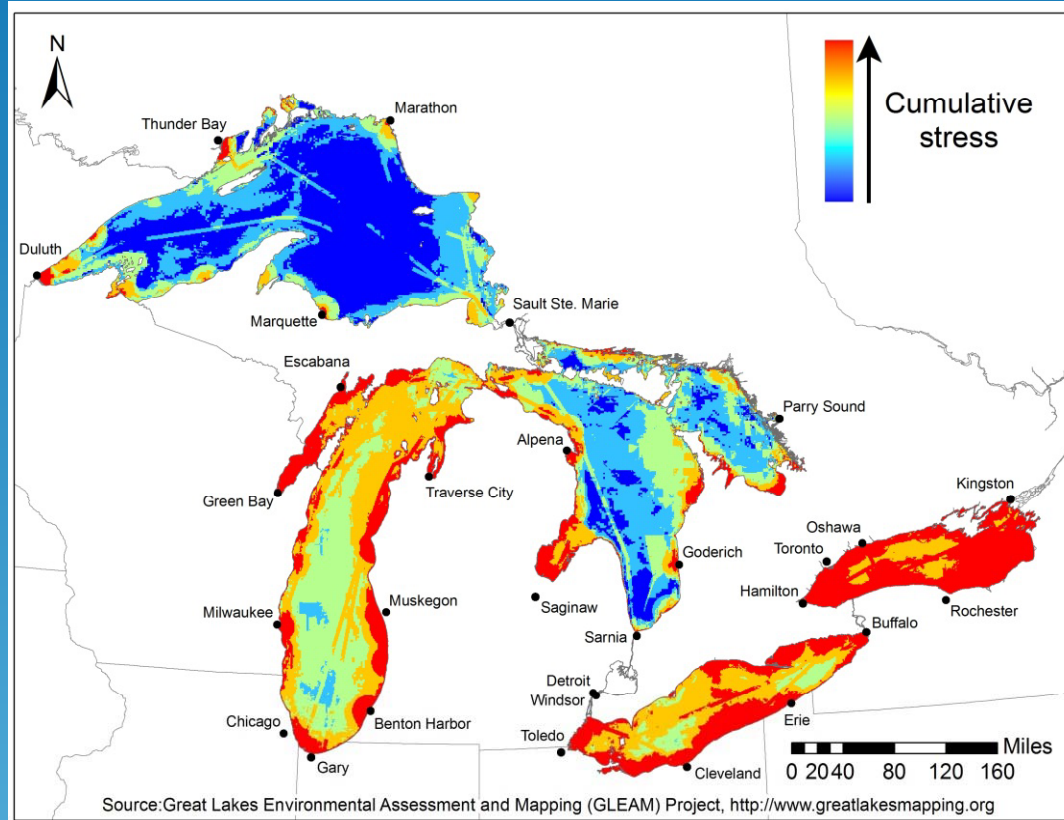 N
Cumulative
stress
Thunder Bay
Marathon
Duluth
Marquette
Sault Ste. Marie
Escabana
Parry Sound
Alpena
Green Bay
Traverse City
Kingston
Oshawa
Toronto
Goderich
Hamilton
Saginaw
Rochester
Milwaukee
Muskegon
Buffalo
Sarnia
Detroit
Windsor
Chicago
Benton Harbor
Erie
Toledo
Gary
Cleveland
Miles
0 20 40 80 120 160
Source:Great Lakes Environmental Assessment and Mapping (GLEAM) Project, http://www.greatlakesmapping.org